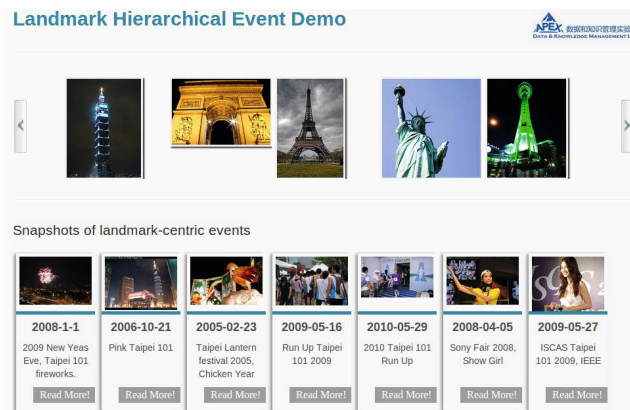 Landmark Hierarchical Event Demo
APEX 数据和知识管理实验
DATA & KNOWLEDGE MANAGEMENT L
Snapshots of landmark-centric events
2008-1-1
2009 New Yeas
Eve, Taipei 101
fireworks.
Read More!
2006-10-21
Pink Taipei 101
Read More!
2005-02-23
Taipei Lantern
festival 2005,
Chicken Year
Read More!
2009-05-16
Run Up Taipei
101 2009
Read More!
2010-05-29
2010 Taipei 101
Run Up
Read More!
2008-04-05
Sony Fair 2008,
Show Girl
Read More!
2009-05-27
ISCAS Taipei
101 2009, IEEE
Read More!